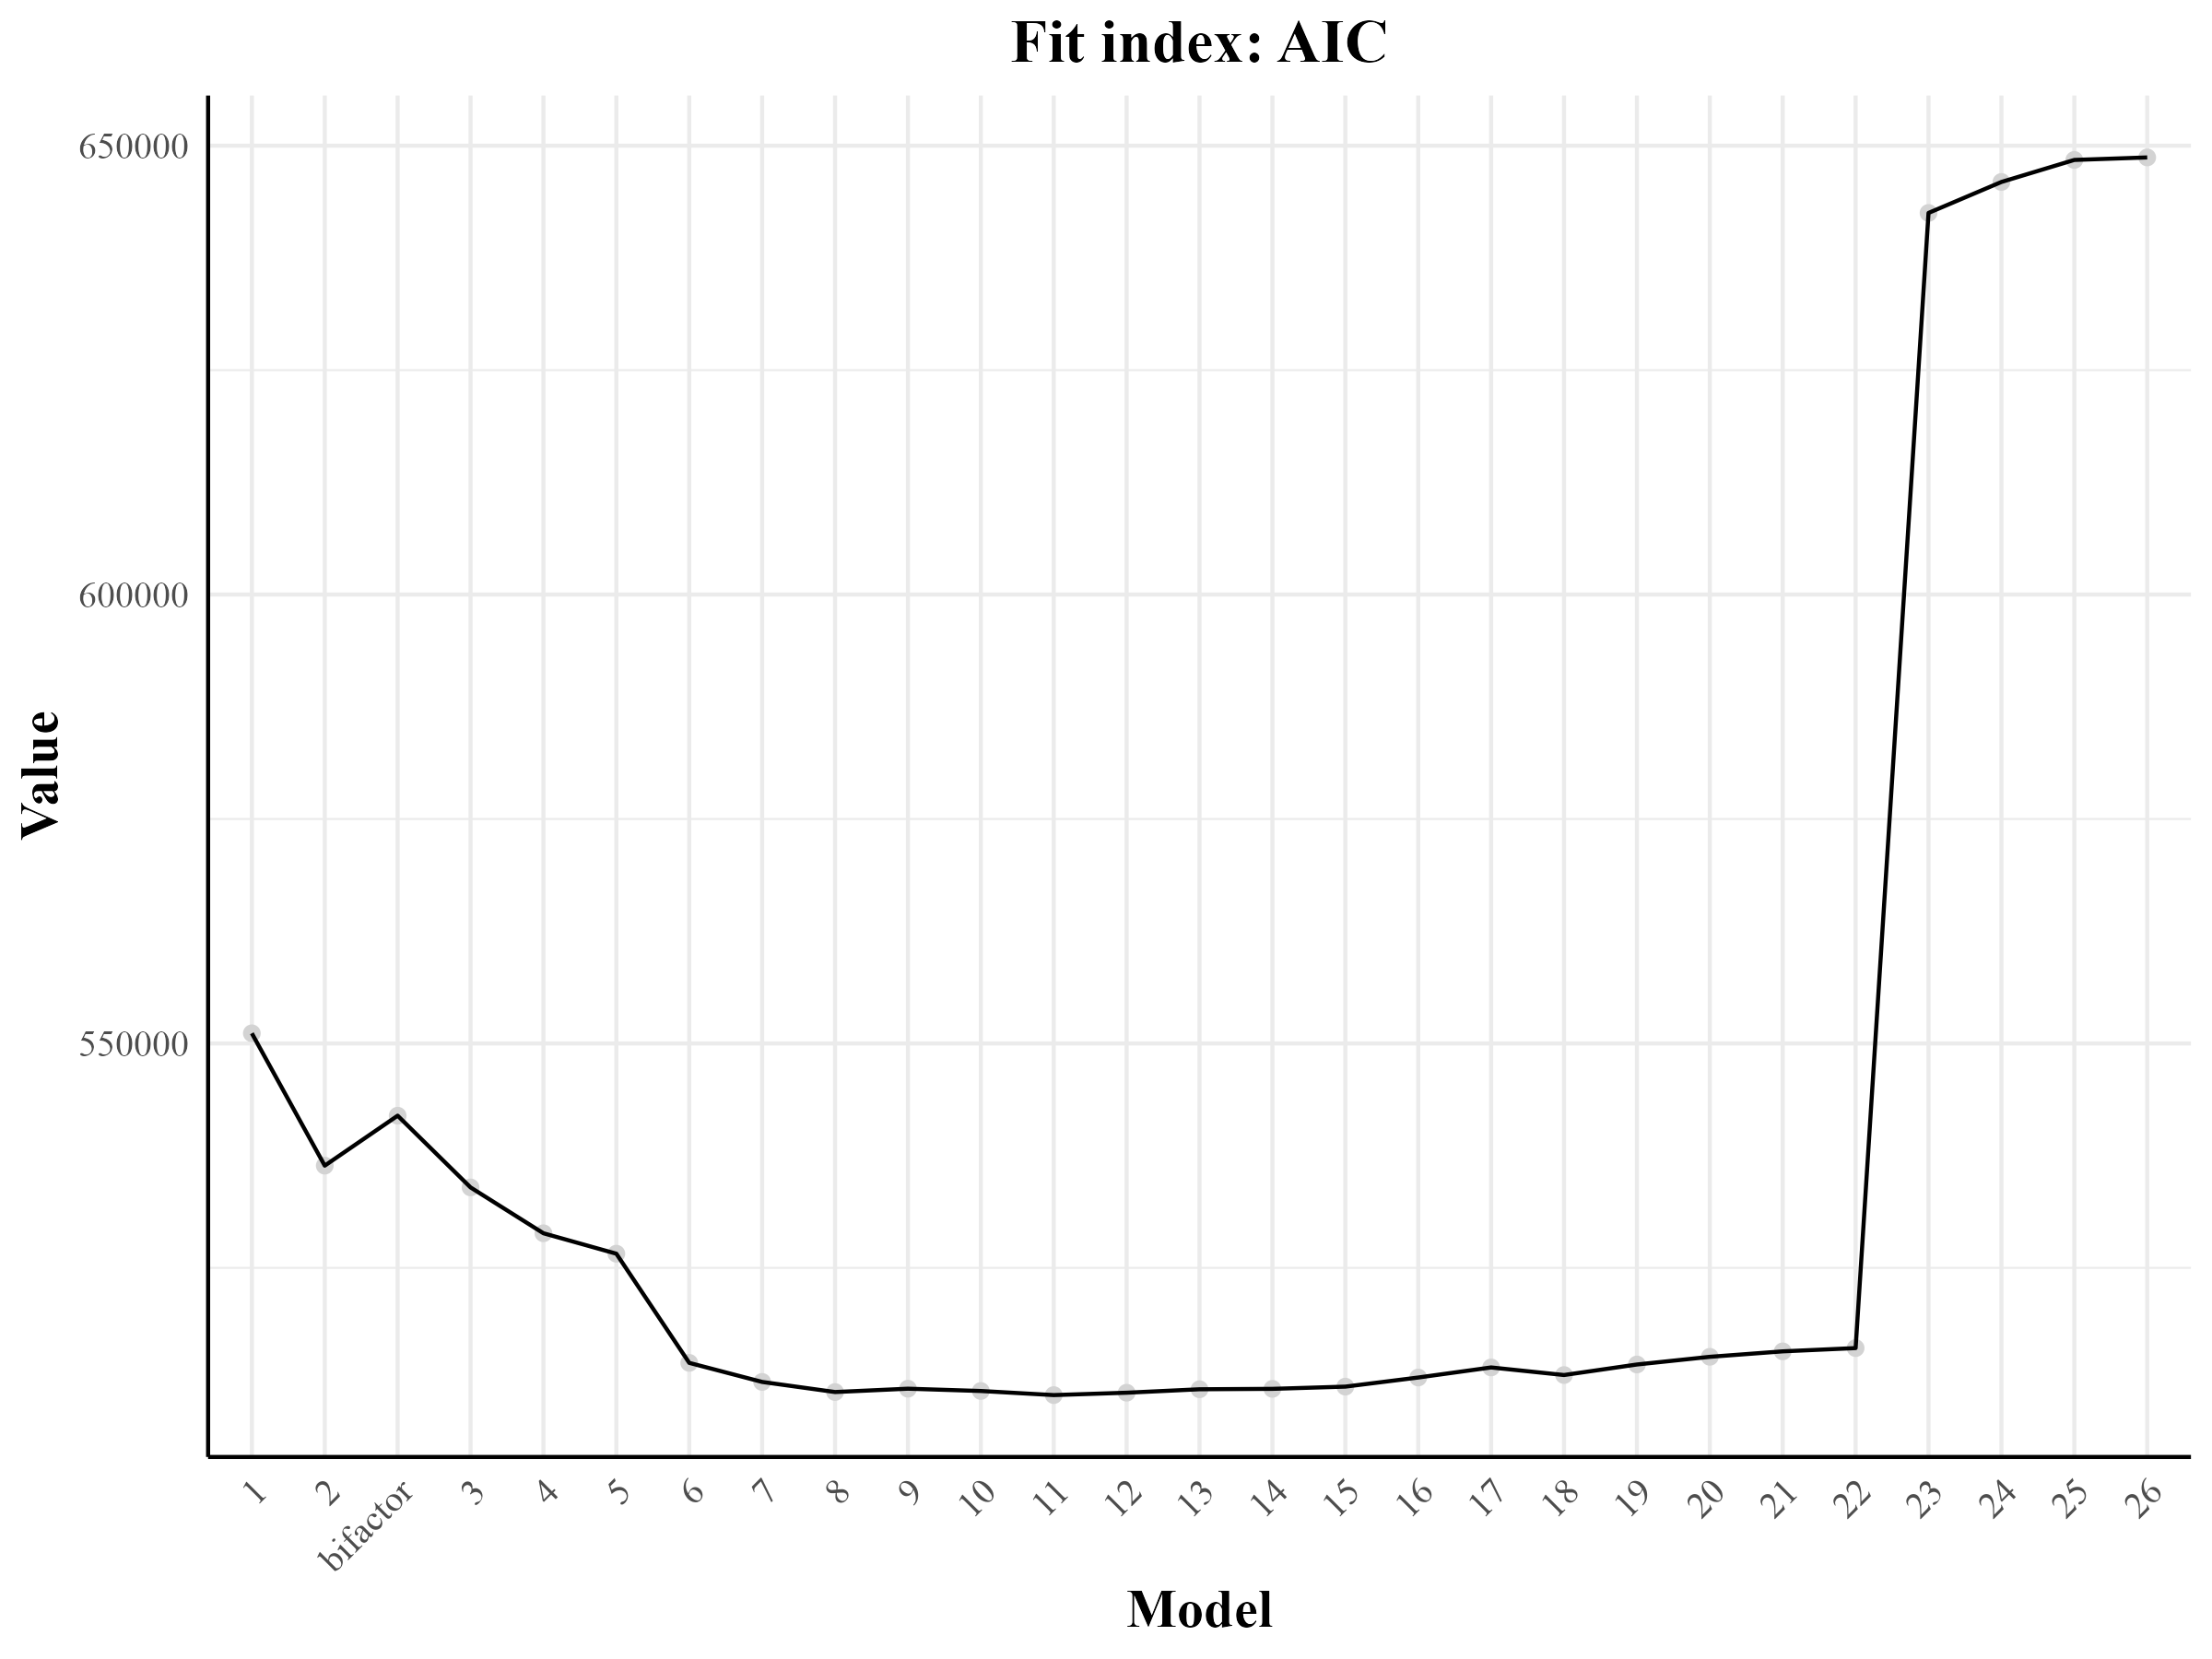 Fit index: AIC
650000
600000
550000
Value
1 2 bifactor 3 4 5 6 7 8 9 10 11 12 13 14 15 16 17 18 19 20 21 22 23 24 25 26
Model